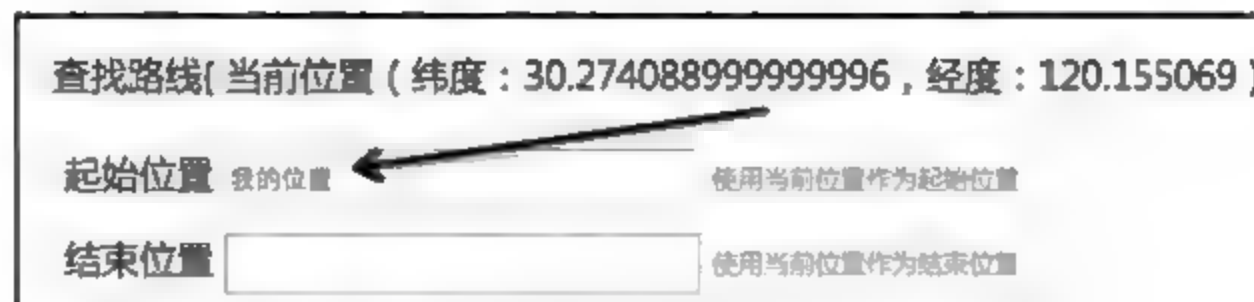 查找路线( 当前位置 ( 纬度：30.274088999999996，经度：120.155069 )
起始位置 我的位置 使用当前位置作为起始位置
结束位置 使用当前位置作为结束位置